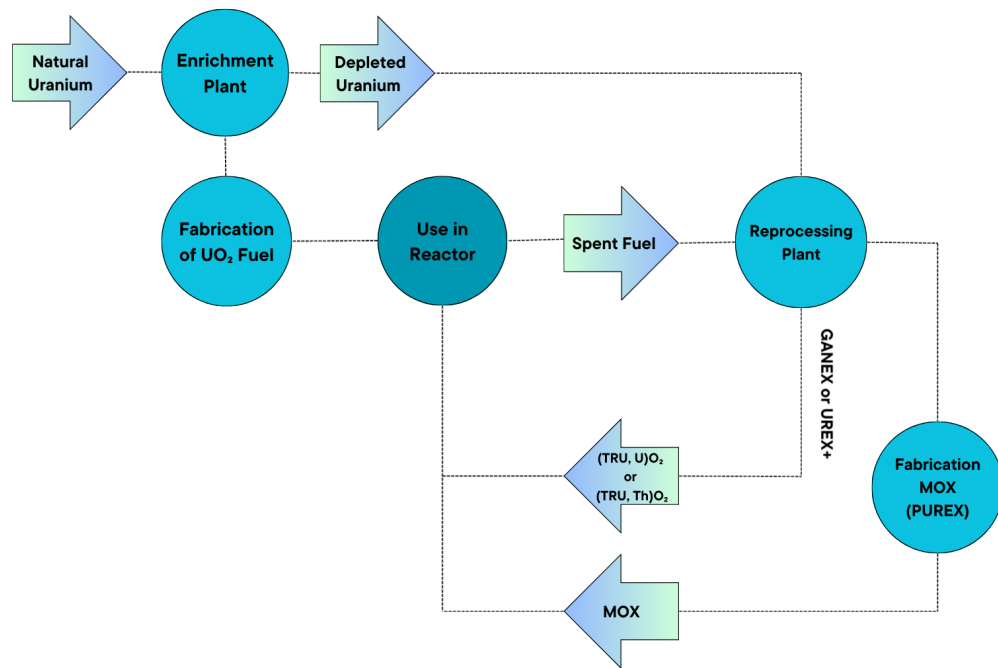 Natural
Uranium
Enrichment
Plant
Depleted
Uranium
Fabrication
of UO₂ Fuel
Use in
Reactor
Spent Fuel
Reprocessing
Plant
GANEX or UREX+
(TRU, U)O₂
or
(TRU, Th)O₂
Fabrication
MOX
(PUREX)
MOX